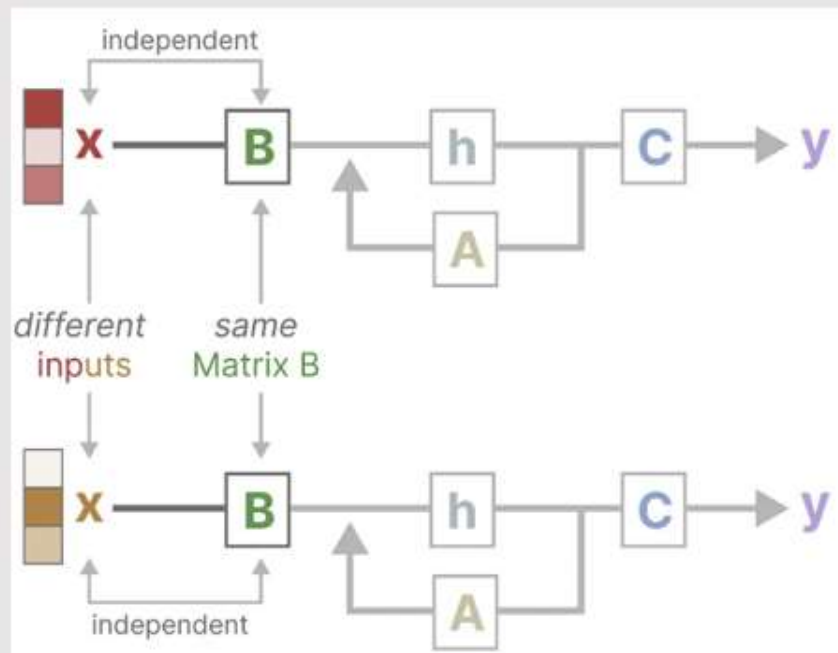 independent
x B h C y
A
different same
inputs Matrix B
x B h C y
A
independent